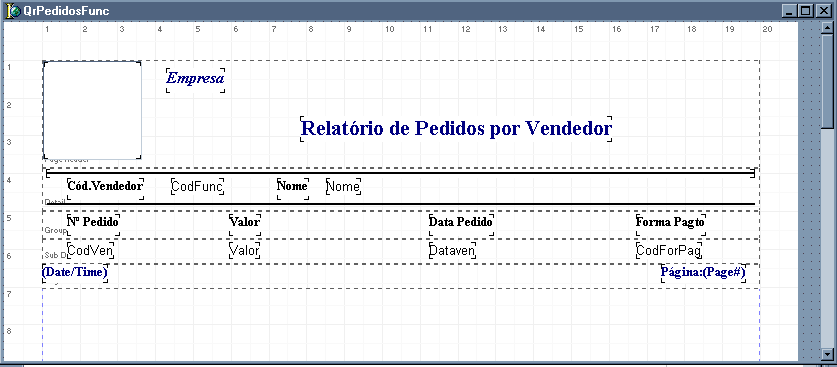 QrPedidosFunc
1 2 3 4 5 6 7 8 9 10 11 12 13 14 15 16 17 18 19 20
1
Empresa
2
Relatório de Pedidos por Vendedor
3
Page Header
4
Cód.Vendedor CodFunc Nome Nome
Detail
5
Nº Pedido Valor Data Pedido Forma Pagto
Group
6
Sub D CodVen Valor Dataven CodForPag
(Date/Time) Página:(Page#)
7
8